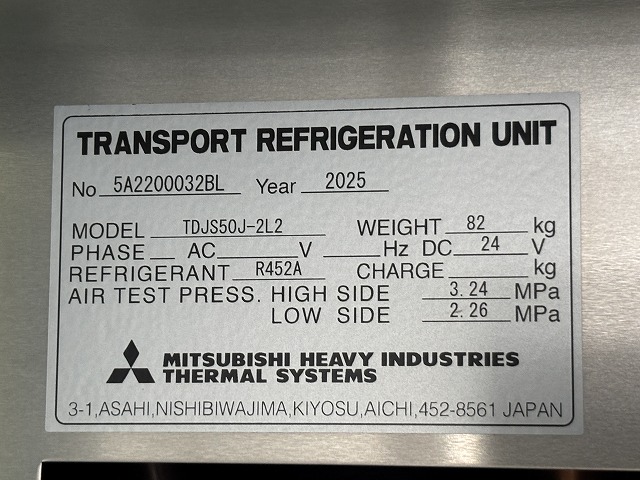 TRANSPORT REFRIGERATION UNIT
No 5A2200032BL Year 2025
MODEL TDJS50J-2L2 WEIGHT 82 kg
PHASE AC V Hz DC 24 V
REFRIGERANT R452A CHARGE kg
AIR TEST PRESS. HIGH SIDE 3.24 MPa
LOW SIDE 2.26 MPa
MITSUBISHI HEAVY INDUSTRIES
THERMAL SYSTEMS
3-1,ASAHI,NISHIBIWAJIMA,KIYOSU,AICHI,452-8561 JAPAN